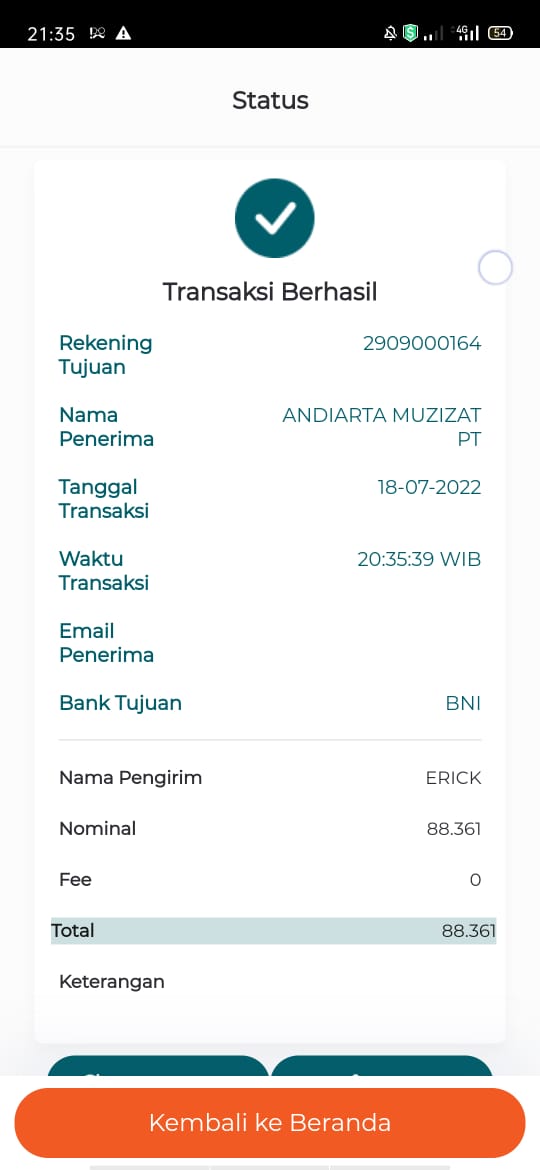 21:35 4G 54
Status
Transaksi Berhasil
Rekening 2909000164
Tujuan
Nama ANDIARTA MUZIZAT
Penerima PT
Tanggal 18-07-2022
Transaksi
Waktu 20:35:39 WIB
Transaksi
Email
Penerima
Bank Tujuan BNI
Nama Pengirim ERICK
Nominal 88.361
Fee 0
Total 88.361
Keterangan
Kembali ke Beranda